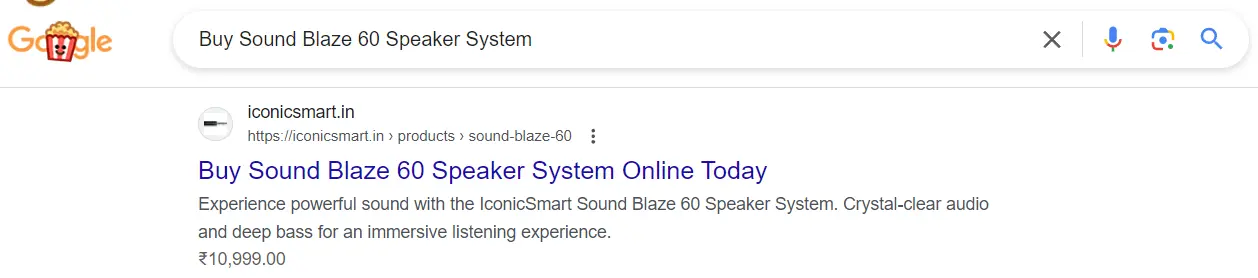 Google
Buy Sound Blaze 60 Speaker System
iconicsmart.in
https://iconicsmart.in › products › sound-blaze-60
Buy Sound Blaze 60 Speaker System Online Today
Experience powerful sound with the IconicSmart Sound Blaze 60 Speaker System. Crystal-clear audio
and deep bass for an immersive listening experience.
₹10,999.00